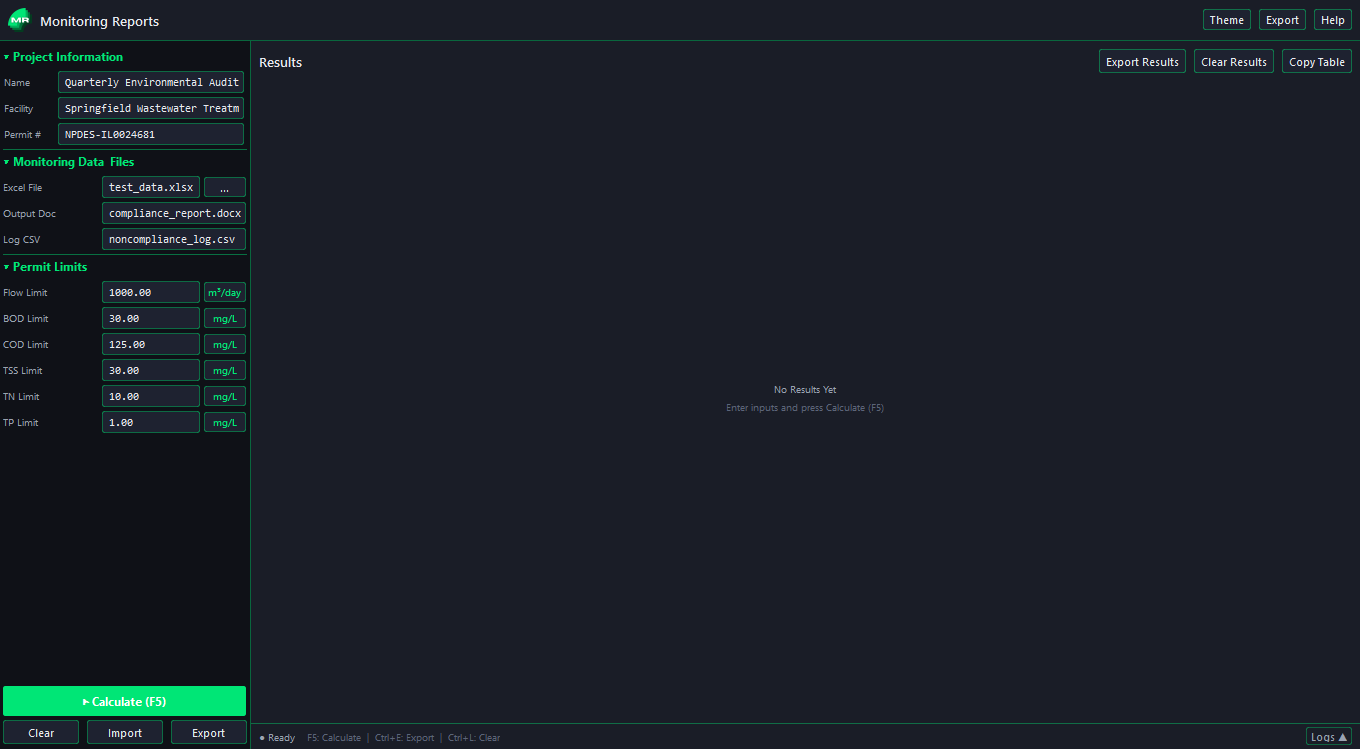 MR Monitoring Reports
Theme Export Help
▾ Project Information
Name Quarterly Environmental Audit
Facility Springfield Wastewater Treatm
Permit # NPDES-IL0024681
▾ Monitoring Data Files
Excel File test_data.xlsx ...
Output Doc compliance_report.docx
Log CSV noncompliance_log.csv
▾ Permit Limits
Flow Limit 1000.00 m³/day
BOD Limit 30.00 mg/L
COD Limit 125.00 mg/L
TSS Limit 30.00 mg/L
TN Limit 10.00 mg/L
TP Limit 1.00 mg/L
▸ Calculate (F5)
Clear Import Export
Results
Export Results Clear Results Copy Table
No Results Yet
Enter inputs and press Calculate (F5)
● Ready F5: Calculate | Ctrl+E: Export | Ctrl+L: Clear
Logs ▲